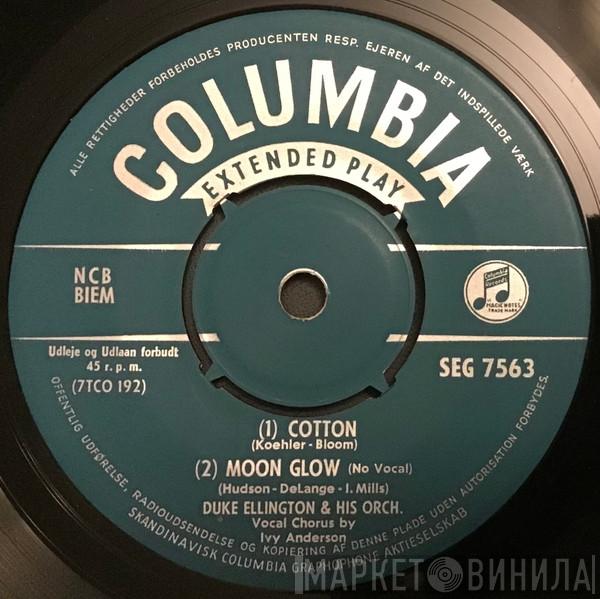 ALLE RETTIGHEDER FORBEHOLDES PRODUCENTEN RESP. EJEREN AF DET INDSPILLEDE VÆRK
COLUMBIA
EXTENDED PLAY
NCB
BIEM
Columbia
Records
MAGIC NOTES
TRADE MARK
Udleje og Udlaan forbudt
45 r. p. m.
(7TCO 192)
SEG 7563
(1) COTTON
(Koehler - Bloom)
(2) MOON GLOW (No Vocal)
(Hudson - DeLange - I. Mills)
DUKE ELLINGTON & HIS ORCH.
Vocal Chorus by
Ivy Anderson
OFFENTLIG UDFØRELSE, RADIOUDSENDELSE OG KOPIERING AF DENNE PLADE UDEN AUTORISATION FORBYDES.
SKANDINAVISK COLUMBIA GRAPHOPHONE AKTIESELSKAB
МАРКЕТ ВИНИЛА